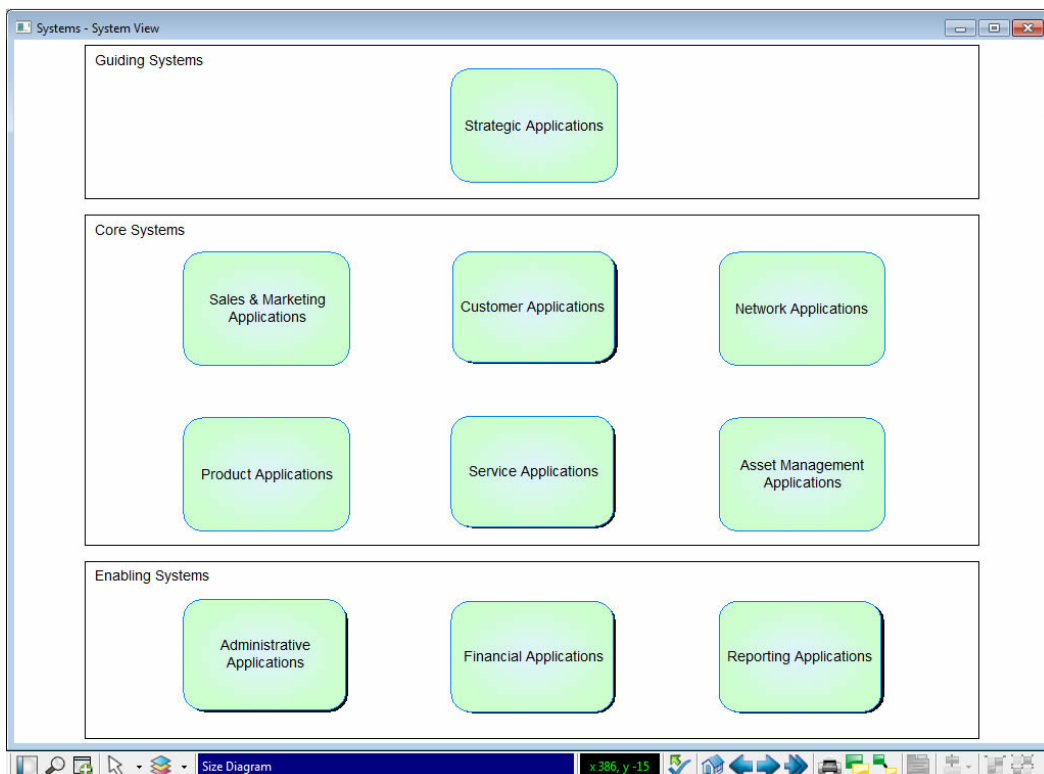 Systems - System View
Guiding Systems
Strategic Applications
Core Systems
Sales & Marketing
Applications
Customer Applications
Network Applications
Product Applications
Service Applications
Asset Management
Applications
Enabling Systems
Administrative
Applications
Financial Applications
Reporting Applications
Size Diagram
x 386, y -15